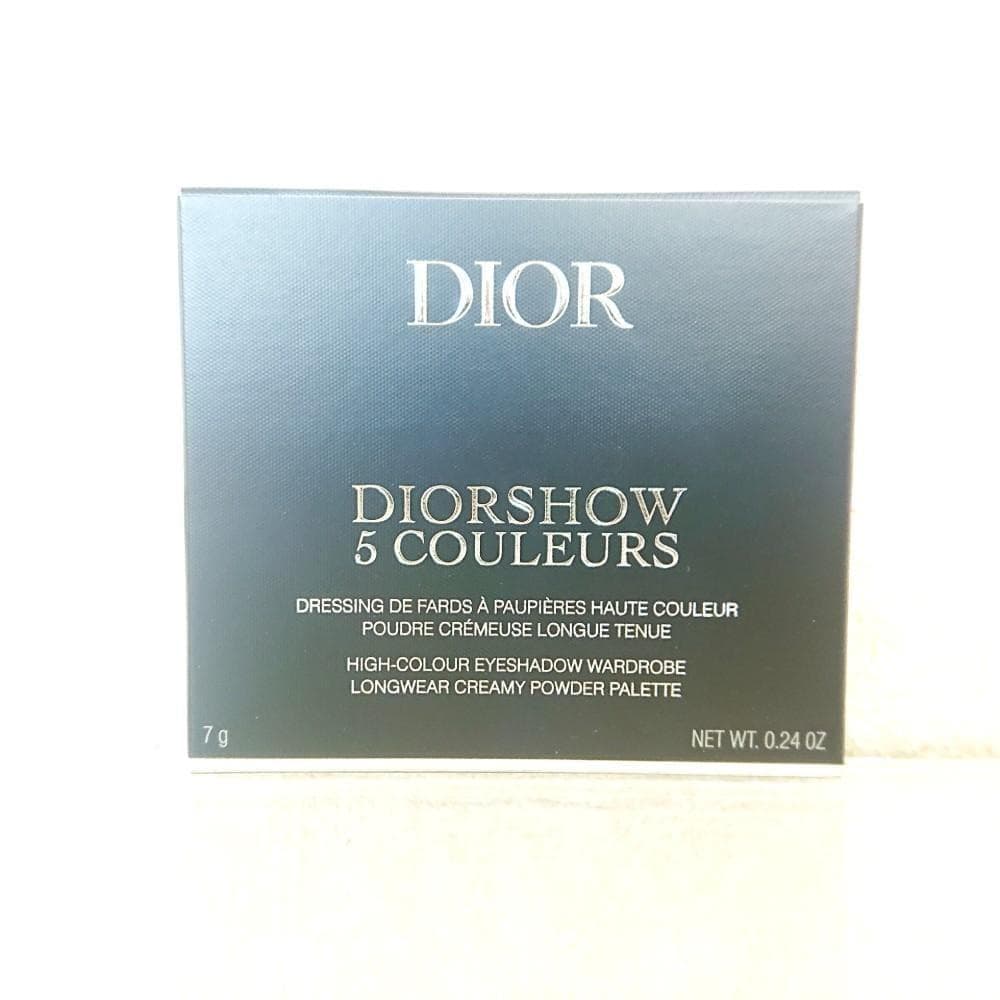 DIOR
DIORSHOW
5 COULEURS
DRESSING DE FARDS À PAUPIÈRES HAUTE COULEUR
POUDRE CRÉMEUSE LONGUE TENUE
HIGH-COLOUR EYESHADOW WARDROBE
LONGWEAR CREAMY POWDER PALETTE
7 g
NET WT. 0.24 OZ